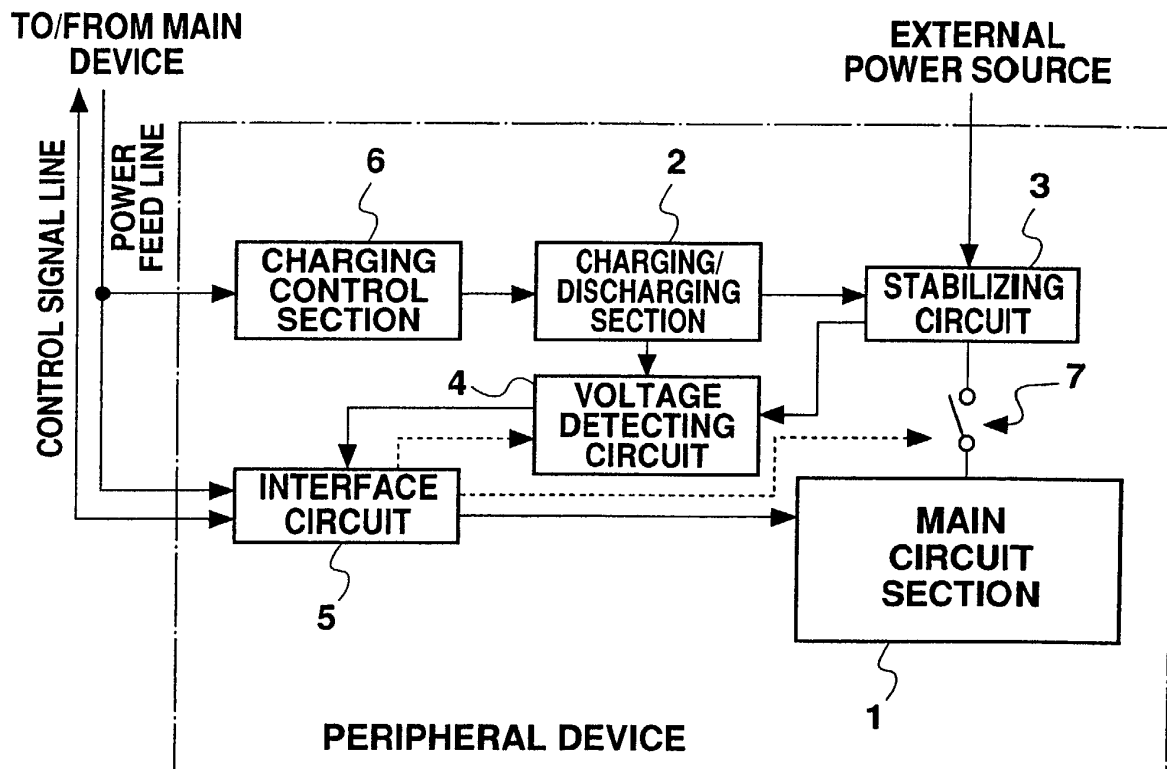 TO/FROM MAIN
DEVICE
EXTERNAL
POWER SOURCE
CONTROL SIGNAL LINE
POWER
FEED LINE
6
2
3
CHARGING
CONTROL
SECTION
CHARGING/
DISCHARGING
SECTION
STABILIZING
CIRCUIT
4
VOLTAGE
DETECTING
CIRCUIT
7
INTERFACE
CIRCUIT
5
MAIN
CIRCUIT
SECTION
1
PERIPHERAL DEVICE